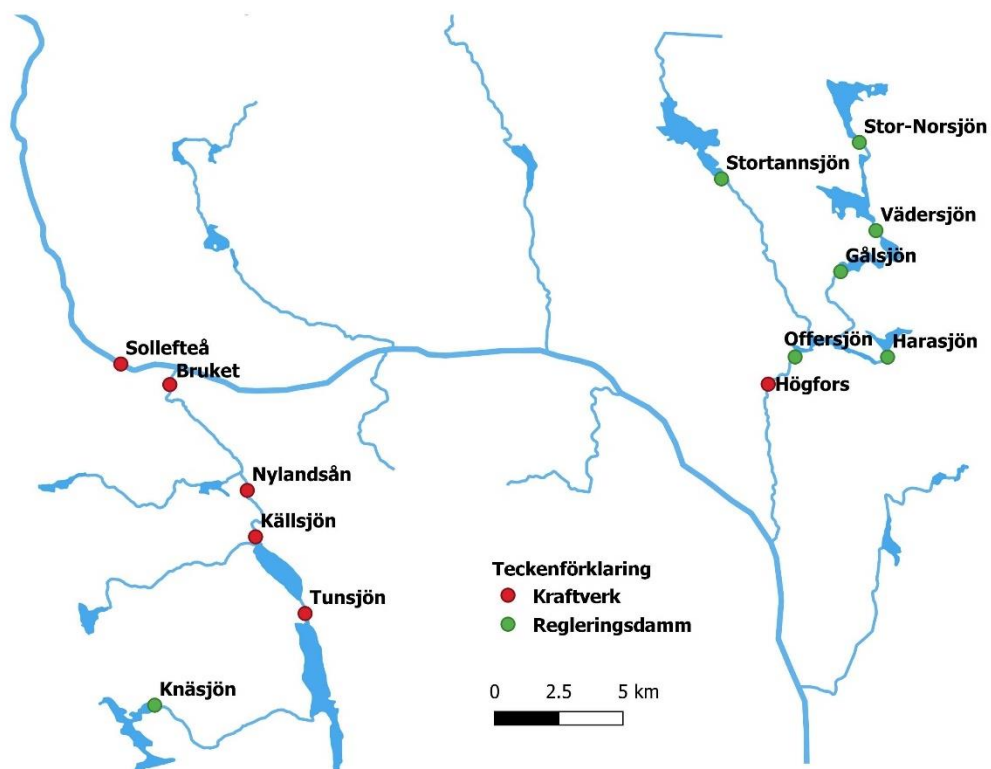 Stor-Norsjön
Stortannsjön
Vädersjön
Gålsjön
Offersjön
Harasjön
Högfors
Sollefteå
Bruket
Nylandsån
Källsjön
Tunsjön
Knäsjön
Teckenförklaring
Kraftverk
Regleringsdamm
0 2.5 5 km